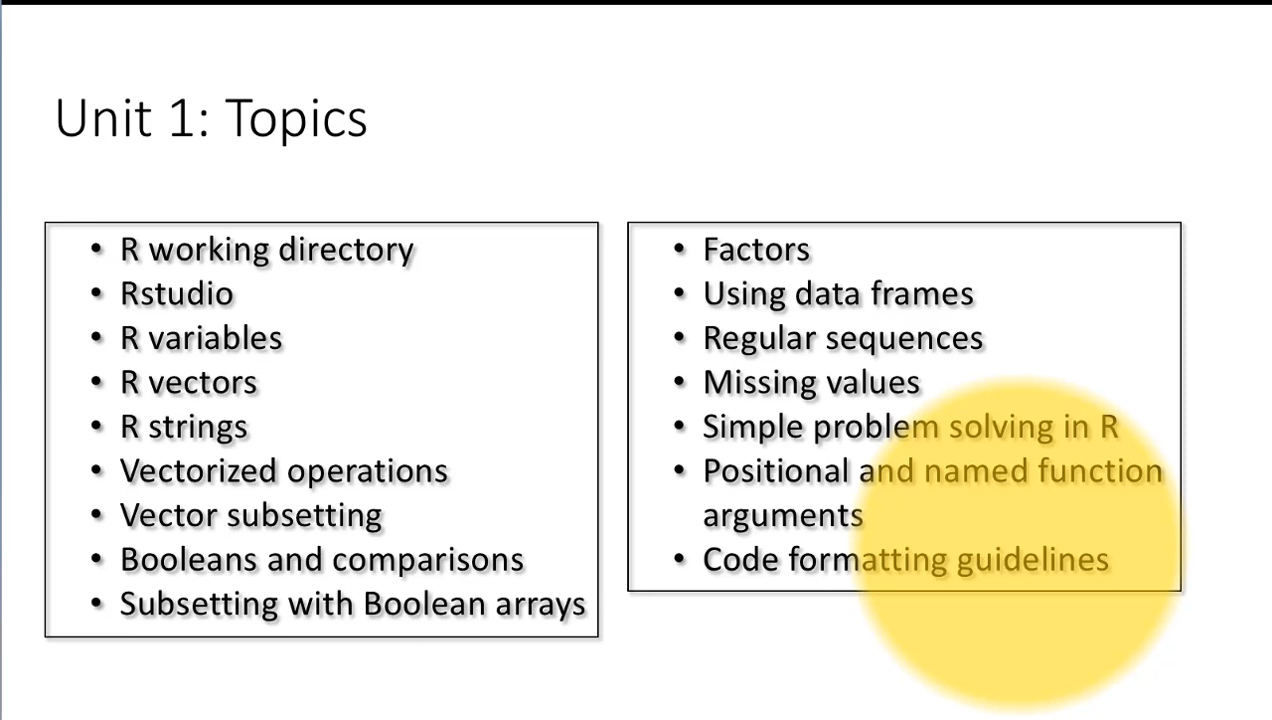 Unit 1: Topics
• R working directory
• Rstudio
• R variables
• R vectors
• R strings
• Vectorized operations
• Vector subsetting
• Booleans and comparisons
• Subsetting with Boolean arrays
• Factors
• Using data frames
• Regular sequences
• Missing values
• Simple problem solving in R
• Positional and named function
arguments
• Code formatting guidelines